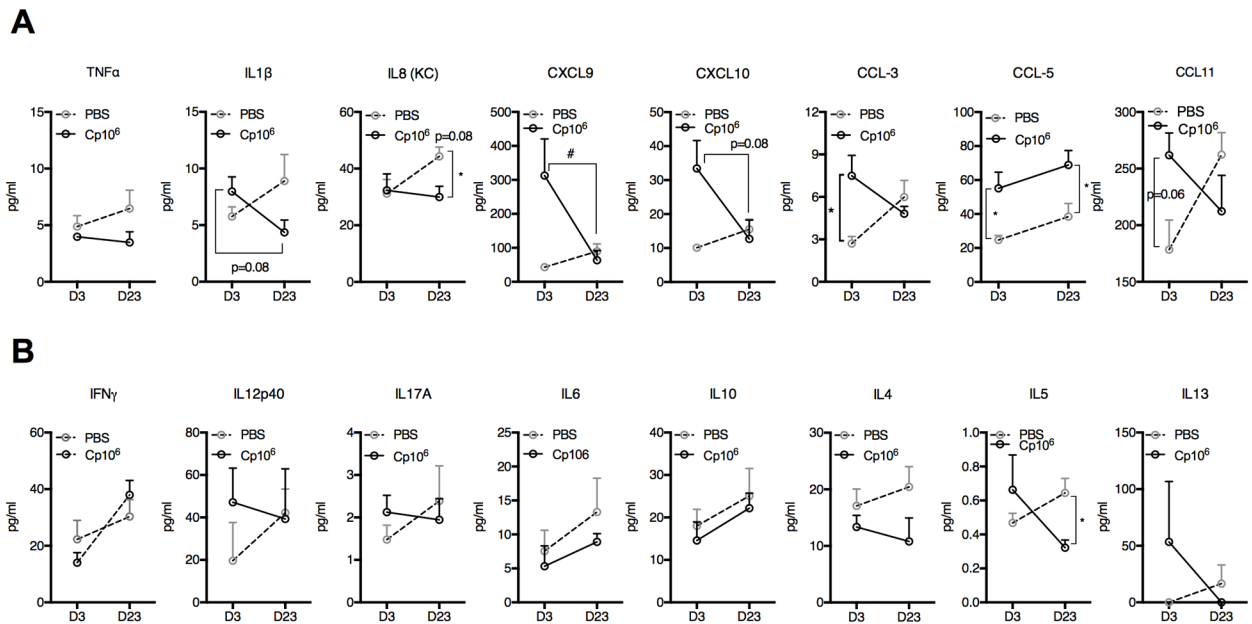 A
TNFα IL1β IL8 (KC) CXCL9 CXCL10 CCL-3 CCL-5 CCL11
15 10 5 0 pg/ml PBS Cp10⁶ D3 D23
15 10 5 0 pg/ml PBS Cp10⁶ p=0.08 D3 D23
60 40 20 0 pg/ml PBS Cp10⁶ p=0.08 * D3 D23
500 400 300 200 100 0 pg/ml PBS Cp10⁶ # D3 D23
50 40 30 20 10 0 pg/ml PBS Cp10⁶ p=0.08 D3 D23
12 9 6 3 0 pg/ml PBS Cp10⁶ * D3 D23
100 80 60 40 20 0 pg/ml PBS Cp10⁶ * * D3 D23
300 250 200 150 pg/ml PBS Cp10⁶ p=0.06 D3 D23
B
IFNγ IL12p40 IL17A IL6 IL10 IL4 IL5 IL13
60 40 20 0 pg/ml PBS Cp10⁶ D3 D23
80 60 40 20 0 pg/ml PBS Cp10⁶ D3 D23
4 3 2 1 0 pg/ml PBS Cp10⁶ D3 D23
25 20 15 10 5 0 pg/ml PBS Cp106 D3 D23
40 30 20 10 0 pg/ml PBS Cp10⁶ D3 D23
30 20 10 0 pg/ml PBS Cp10⁶ D3 D23
1.0 0.8 0.6 0.4 0.2 0.0 pg/ml PBS Cp10⁶ * D3 D23
150 100 50 0 pg/ml PBS Cp10⁶ D3 D23